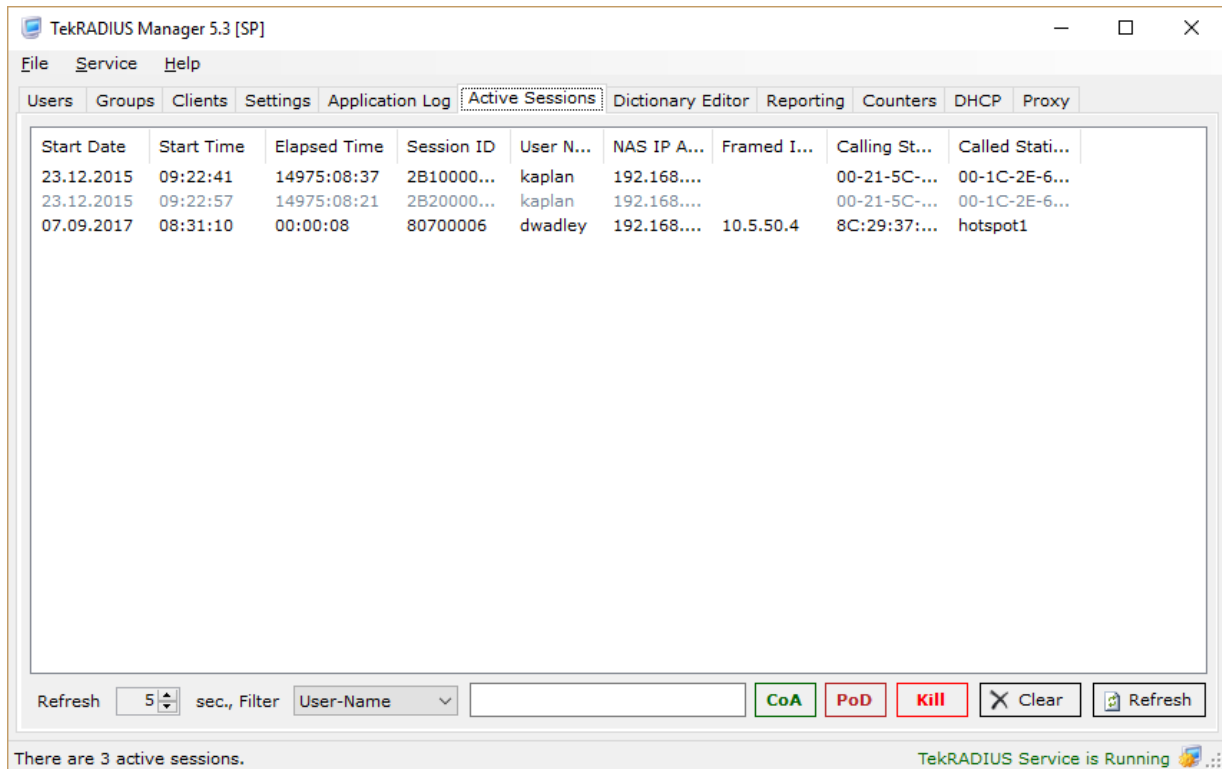 TekRADIUS Manager 5.3 [SP]
File Service Help
Users Groups Clients Settings Application Log Active Sessions Dictionary Editor Reporting Counters DHCP Proxy
Start Date Start Time Elapsed Time Session ID User N... NAS IP A... Framed I... Calling St... Called Stati...
23.12.2015 09:22:41 14975:08:37 2B10000... kaplan 192.168.... 00-21-5C-... 00-1C-2E-6...
23.12.2015 09:22:57 14975:08:21 2B20000... kaplan 192.168.... 00-21-5C-... 00-1C-2E-6...
07.09.2017 08:31:10 00:00:08 80700006 dwadley 192.168.... 10.5.50.4 8C:29:37:... hotspot1
Refresh 5 sec., Filter User-Name CoA PoD Kill Clear Refresh
There are 3 active sessions. TekRADIUS Service is Running